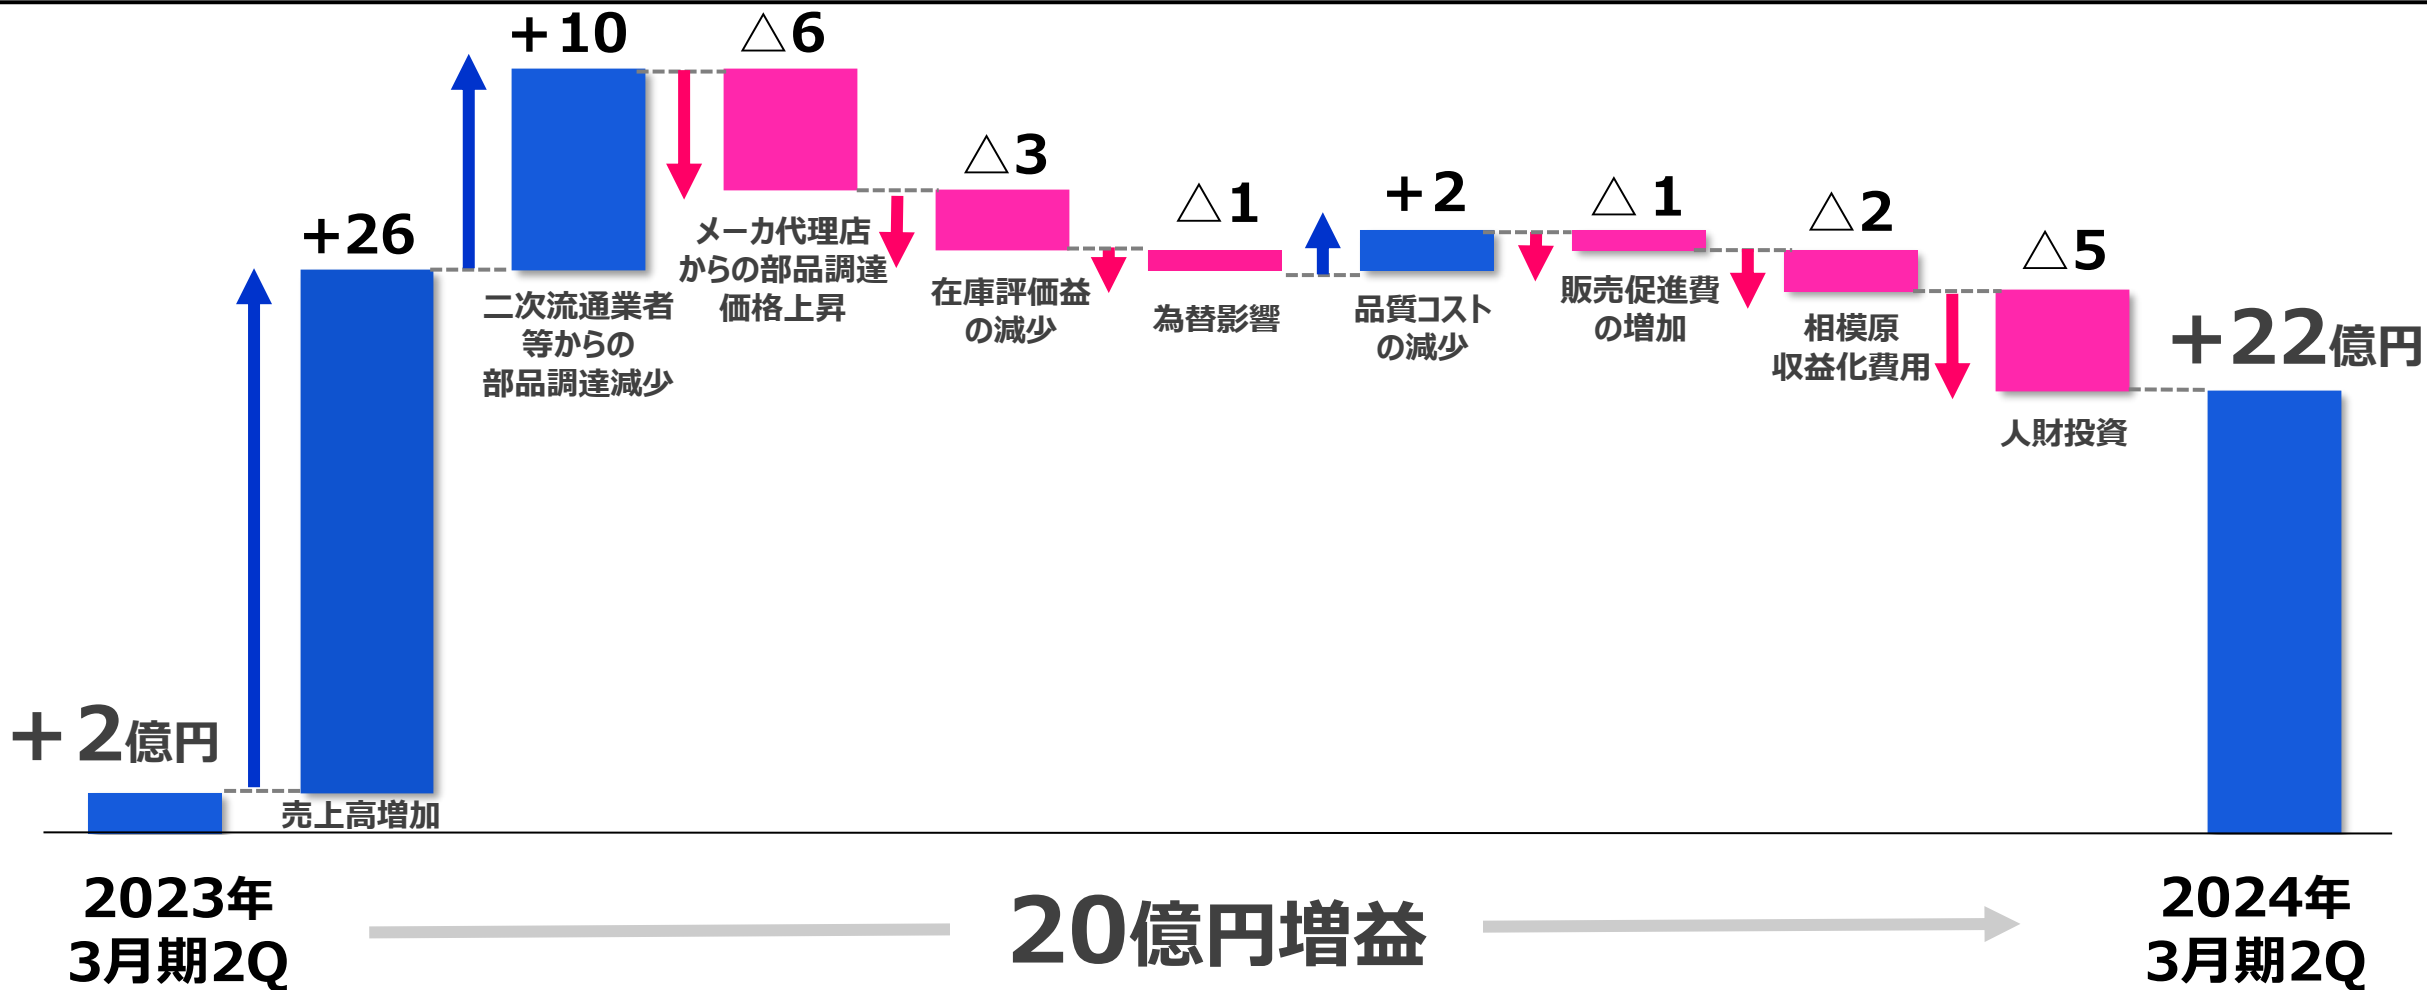 +10
△6
△3
△1
+2
△ 1
△2
△5
+26
+2億円
+22億円
売上高増加
二次流通業者
等からの
部品調達減少
メーカ代理店
からの部品調達
価格上昇
在庫評価益
の減少
為替影響
品質コスト
の減少
販売促進費
の増加
相模原
収益化費用
人財投資
2023年
3月期2Q
20億円増益
2024年
3月期2Q